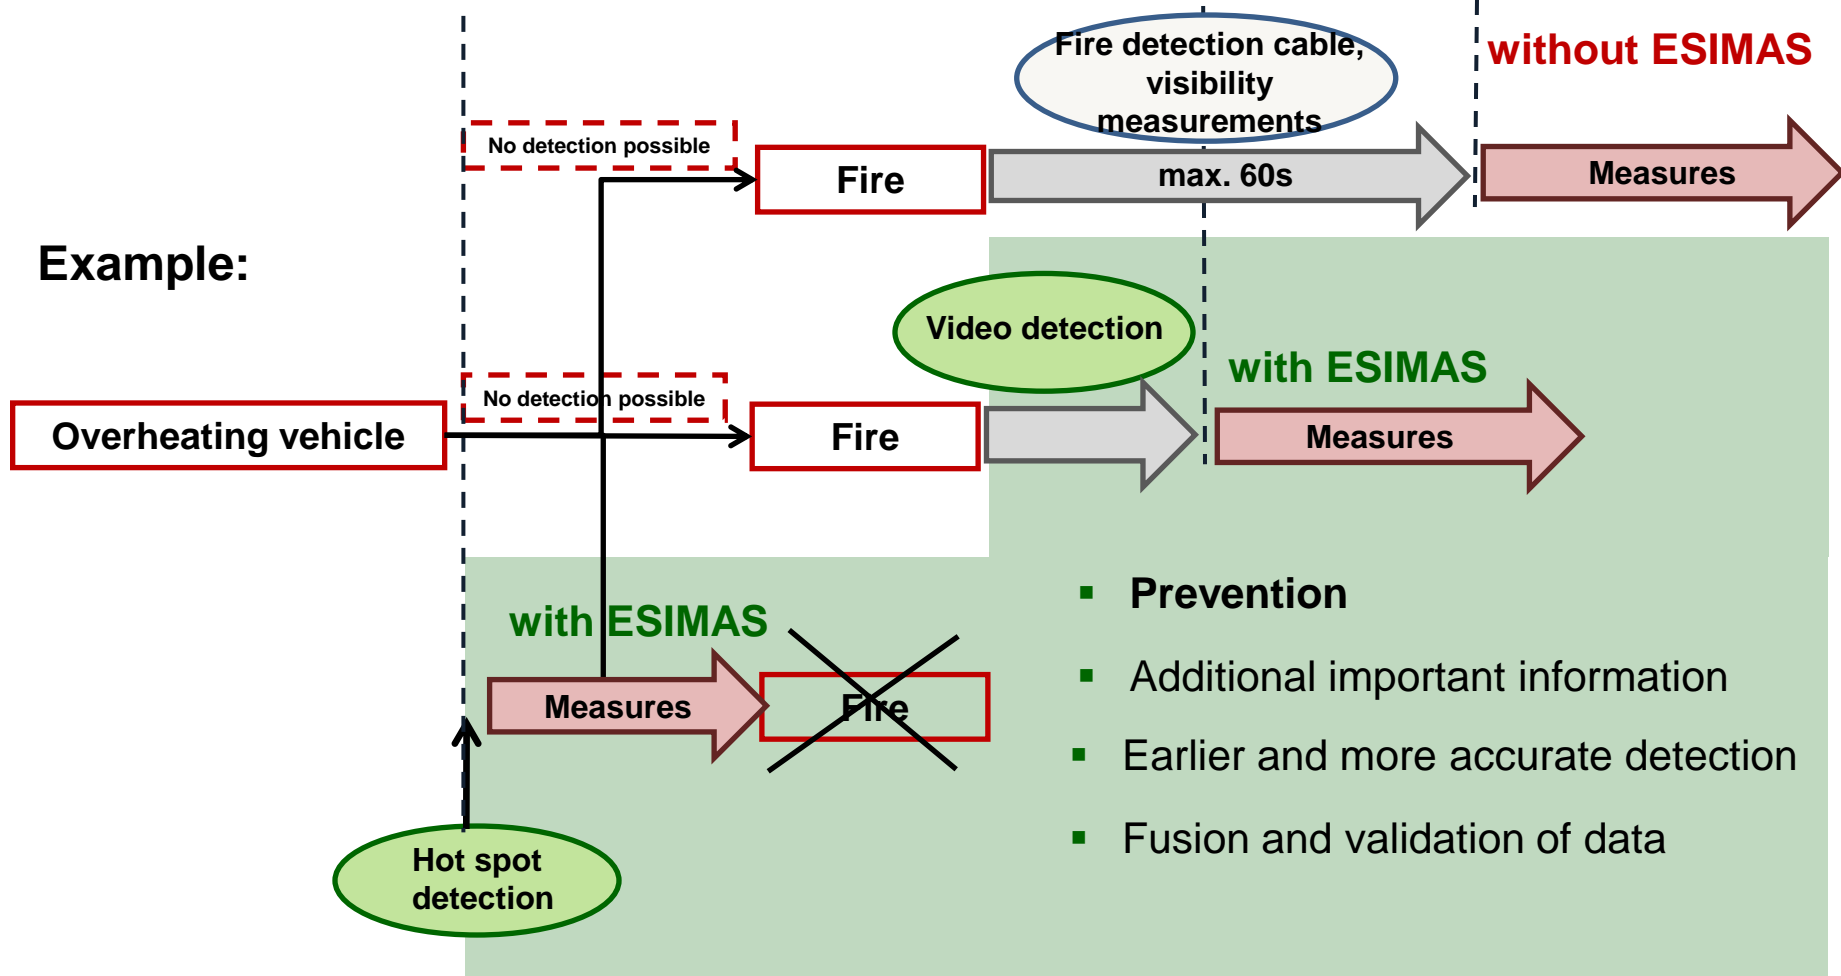 Fire detection cable,
visibility
measurements
without ESIMAS
No detection possible
Fire
max. 60s
Measures
Example:
Video detection
with ESIMAS
No detection possible
Overheating vehicle
Fire
Measures
with ESIMAS
Measures
Fire
Hot spot
detection
▪ Prevention
▪ Additional important information
▪ Earlier and more accurate detection
▪ Fusion and validation of data